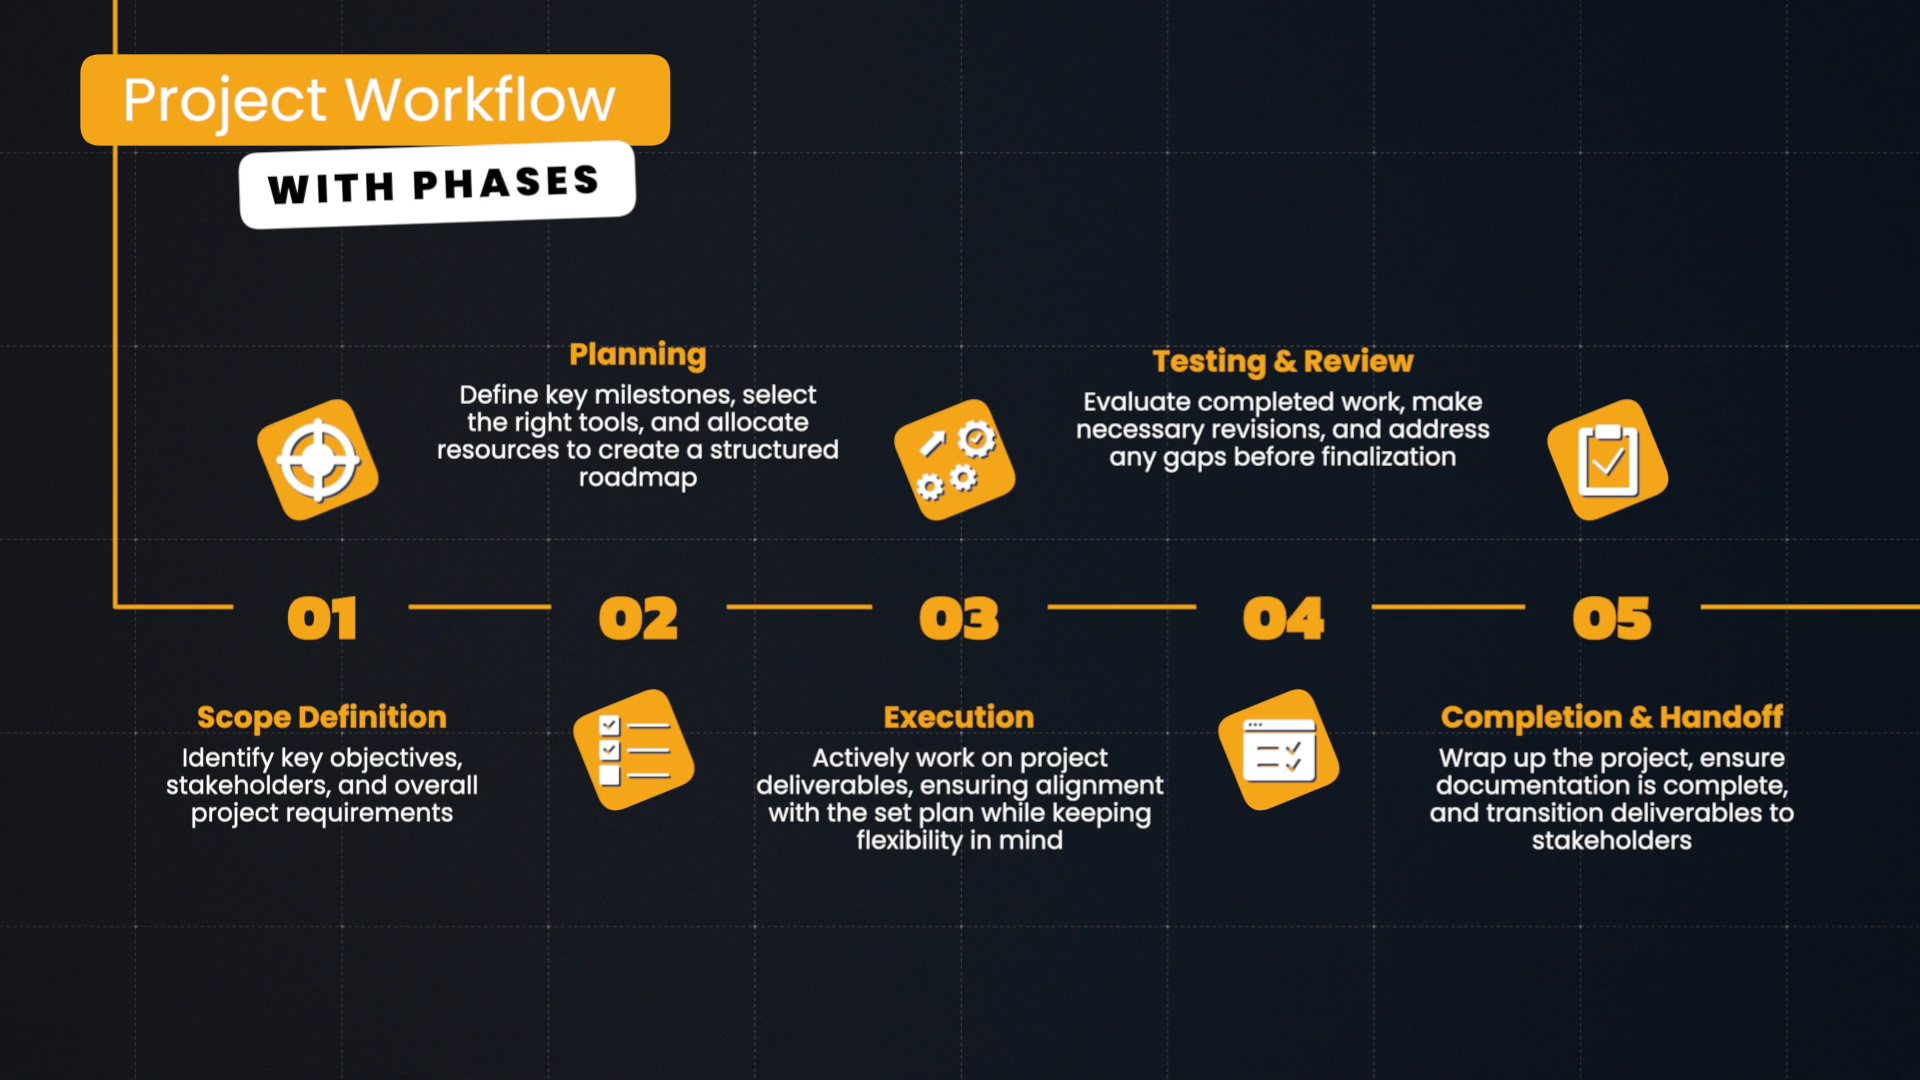 Project Workflow
WITH PHASES
01
Scope Definition
Identify key objectives,
stakeholders, and overall
project requirements
Planning
Define key milestones, select
the right tools, and allocate
resources to create a structured
roadmap
02
03
Execution
Actively work on project
deliverables, ensuring alignment
with the set plan while keeping
flexibility in mind
Testing & Review
Evaluate completed work, make
necessary revisions, and address
any gaps before finalization
04
05
Completion & Handoff
Wrap up the project, ensure
documentation is complete,
and transition deliverables to
stakeholders